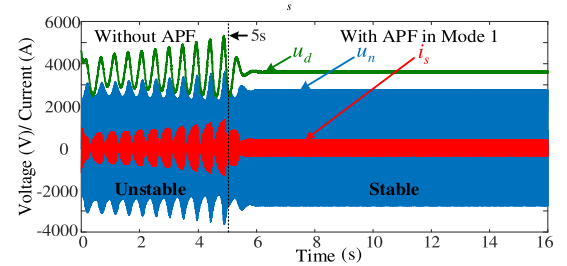 s
6000
Without APF
5s
With APF in Mode 1
4000
u_d
u_n
i_s
2000
0
-2000
Unstable
Stable
-4000
0 2 4 6 8 10 12 14 16
Voltage (V)/ Current (A)
Time (s)